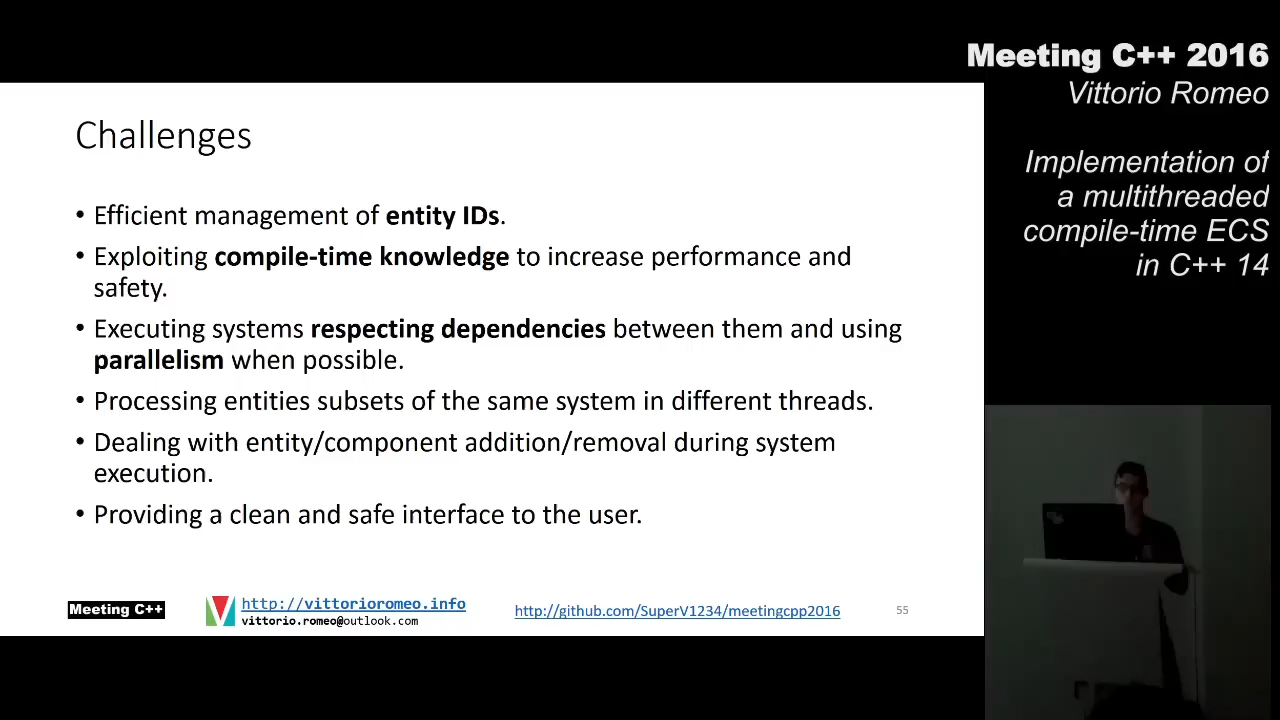 Meeting C++ 2016
Vittorio Romeo
Implementation of
a multithreaded
compile-time ECS
in C++ 14
Challenges
• Efficient management of entity IDs.
• Exploiting compile-time knowledge to increase performance and
safety.
• Executing systems respecting dependencies between them and using
parallelism when possible.
• Processing entities subsets of the same system in different threads.
• Dealing with entity/component addition/removal during system
execution.
• Providing a clean and safe interface to the user.
Meeting C++
http://vittorioromeo.info
vittorio.romeo@outlook.com
http://github.com/SuperV1234/meetingcpp2016
55